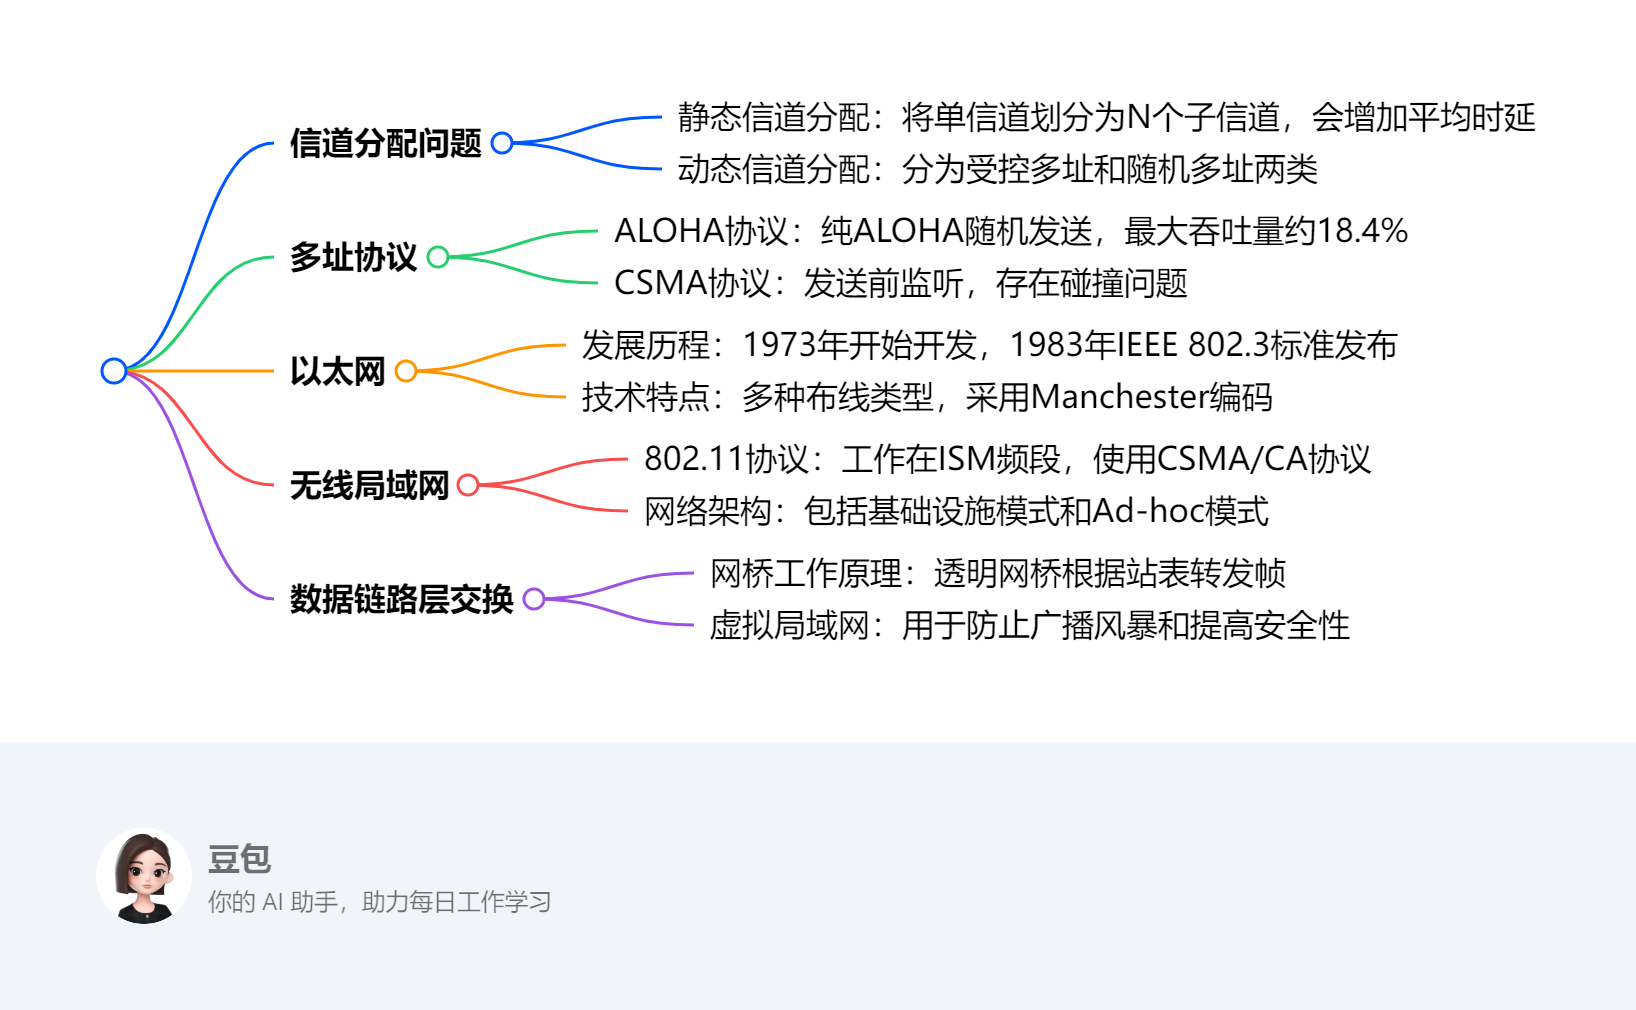 信道分配问题
静态信道分配：将单信道划分为N个子信道，会增加平均时延
动态信道分配：分为受控多址和随机多址两类
多址协议
ALOHA协议：纯ALOHA随机发送，最大吞吐量约18.4%
CSMA协议：发送前监听，存在碰撞问题
以太网
发展历程：1973年开始开发，1983年IEEE 802.3标准发布
技术特点：多种布线类型，采用Manchester编码
无线局域网
802.11协议：工作在ISM频段，使用CSMA/CA协议
网络架构：包括基础设施模式和Ad-hoc模式
数据链路层交换
网桥工作原理：透明网桥根据站表转发帧
虚拟局域网：用于防止广播风暴和提高安全性
豆包
你的 AI 助手，助力每日工作学习